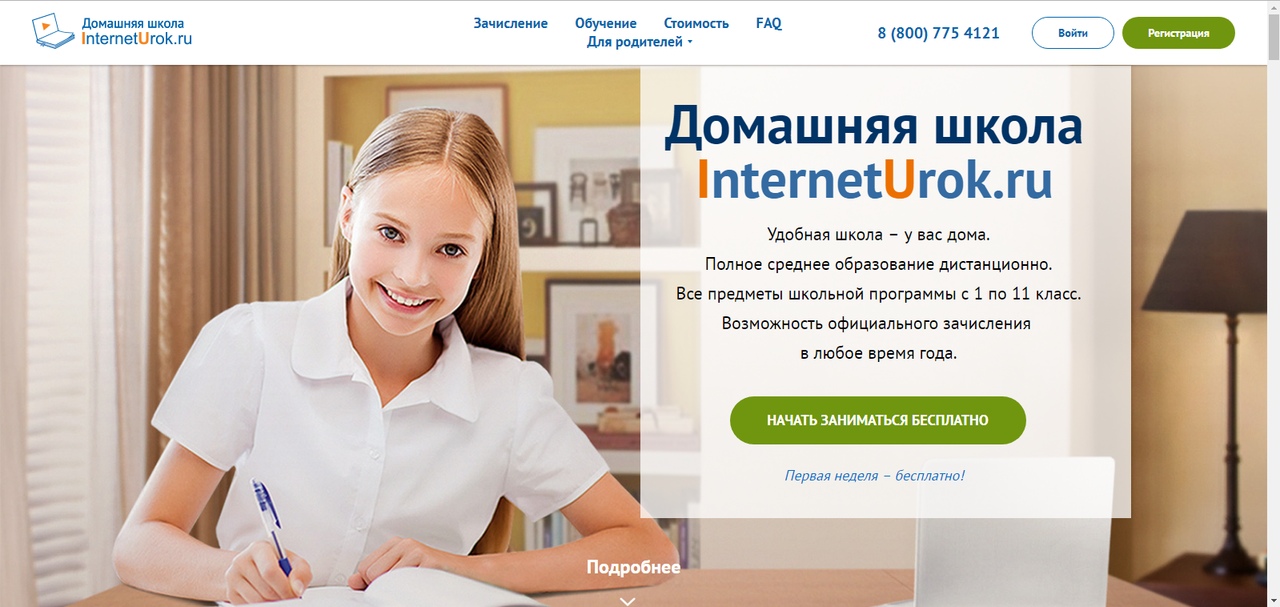 Домашняя школа
InternetUrok.ru
Зачисление
Обучение
Стоимость
FAQ
Для родителей
8 (800) 775 4121
Войти
Регистрация
Домашняя школа
InternetUrok.ru
Удобная школа – у вас дома.
Полное среднее образование дистанционно.
Все предметы школьной программы с 1 по 11 класс.
Возможность официального зачисления
в любое время года.
НАЧАТЬ ЗАНИМАТЬСЯ БЕСПЛАТНО
Первая неделя – бесплатно!
Подробнее